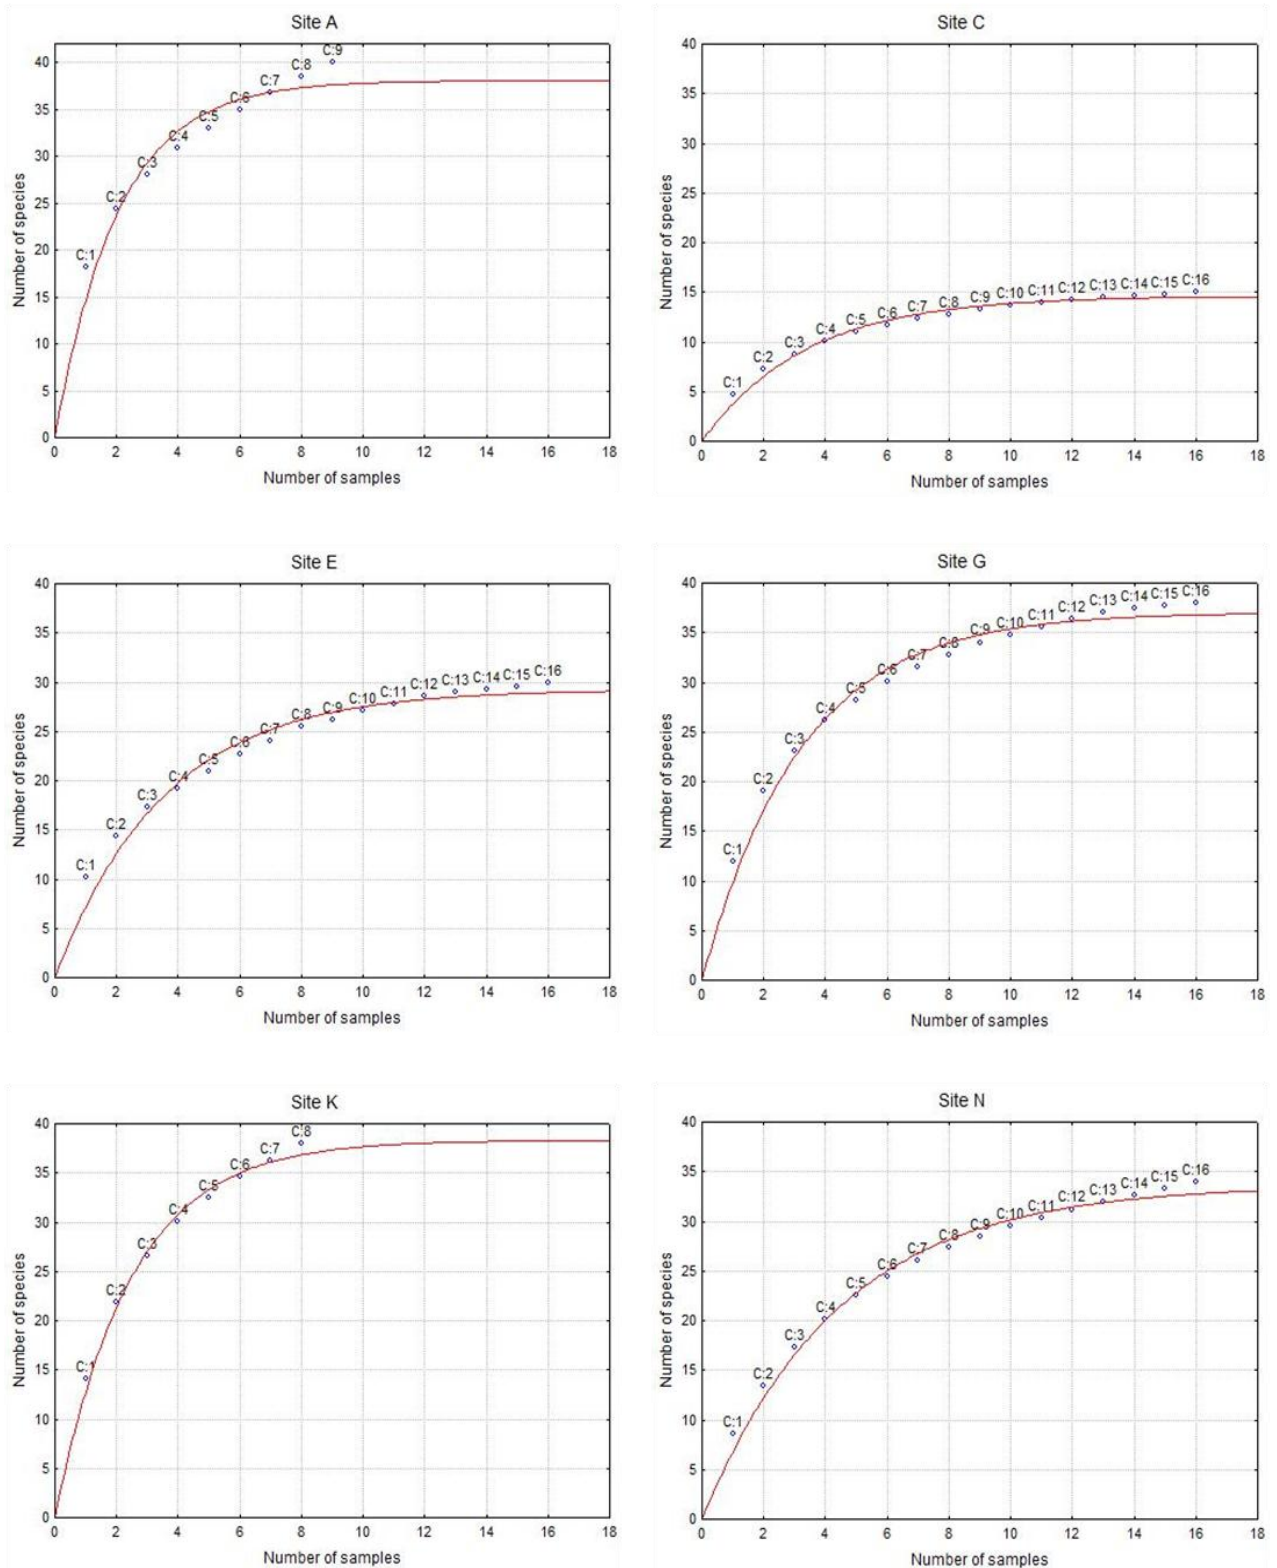 Site A
Number of species
40
35
30
25
20
15
10
5
0
C:1
C:2
C:3
C:4
C:5
C:6
C:7
C:8
C:9
0 2 4 6 8 10 12 14 16 18
Number of samples
Site C
Number of species
40
35
30
25
20
15
10
5
0
C:1
C:2
C:3
C:4
C:5
C:6
C:7
C:8
C:9
C:10
C:11
C:12
C:13
C:14
C:15
C:16
0 2 4 6 8 10 12 14 16 18
Number of samples
Site E
Number of species
40
35
30
25
20
15
10
5
0
C:1
C:2
C:3
C:4
C:5
C:6
C:7
C:8
C:9
C:10
C:11
C:12
C:13
C:14
C:15
C:16
0 2 4 6 8 10 12 14 16 18
Number of samples
Site G
Number of species
40
35
30
25
20
15
10
5
0
C:1
C:2
C:3
C:4
C:5
C:6
C:7
C:8
C:9
C:10
C:11
C:12
C:13
C:14
C:15
C:16
0 2 4 6 8 10 12 14 16 18
Number of samples
Site K
Number of species
40
35
30
25
20
15
10
5
0
C:1
C:2
C:3
C:4
C:5
C:6
C:7
C:8
0 2 4 6 8 10 12 14 16 18
Number of samples
Site N
Number of species
40
35
30
25
20
15
10
5
0
C:1
C:2
C:3
C:4
C:5
C:6
C:7
C:8
C:9
C:10
C:11
C:12
C:13
C:14
C:15
C:16
0 2 4 6 8 10 12 14 16 18
Number of samples